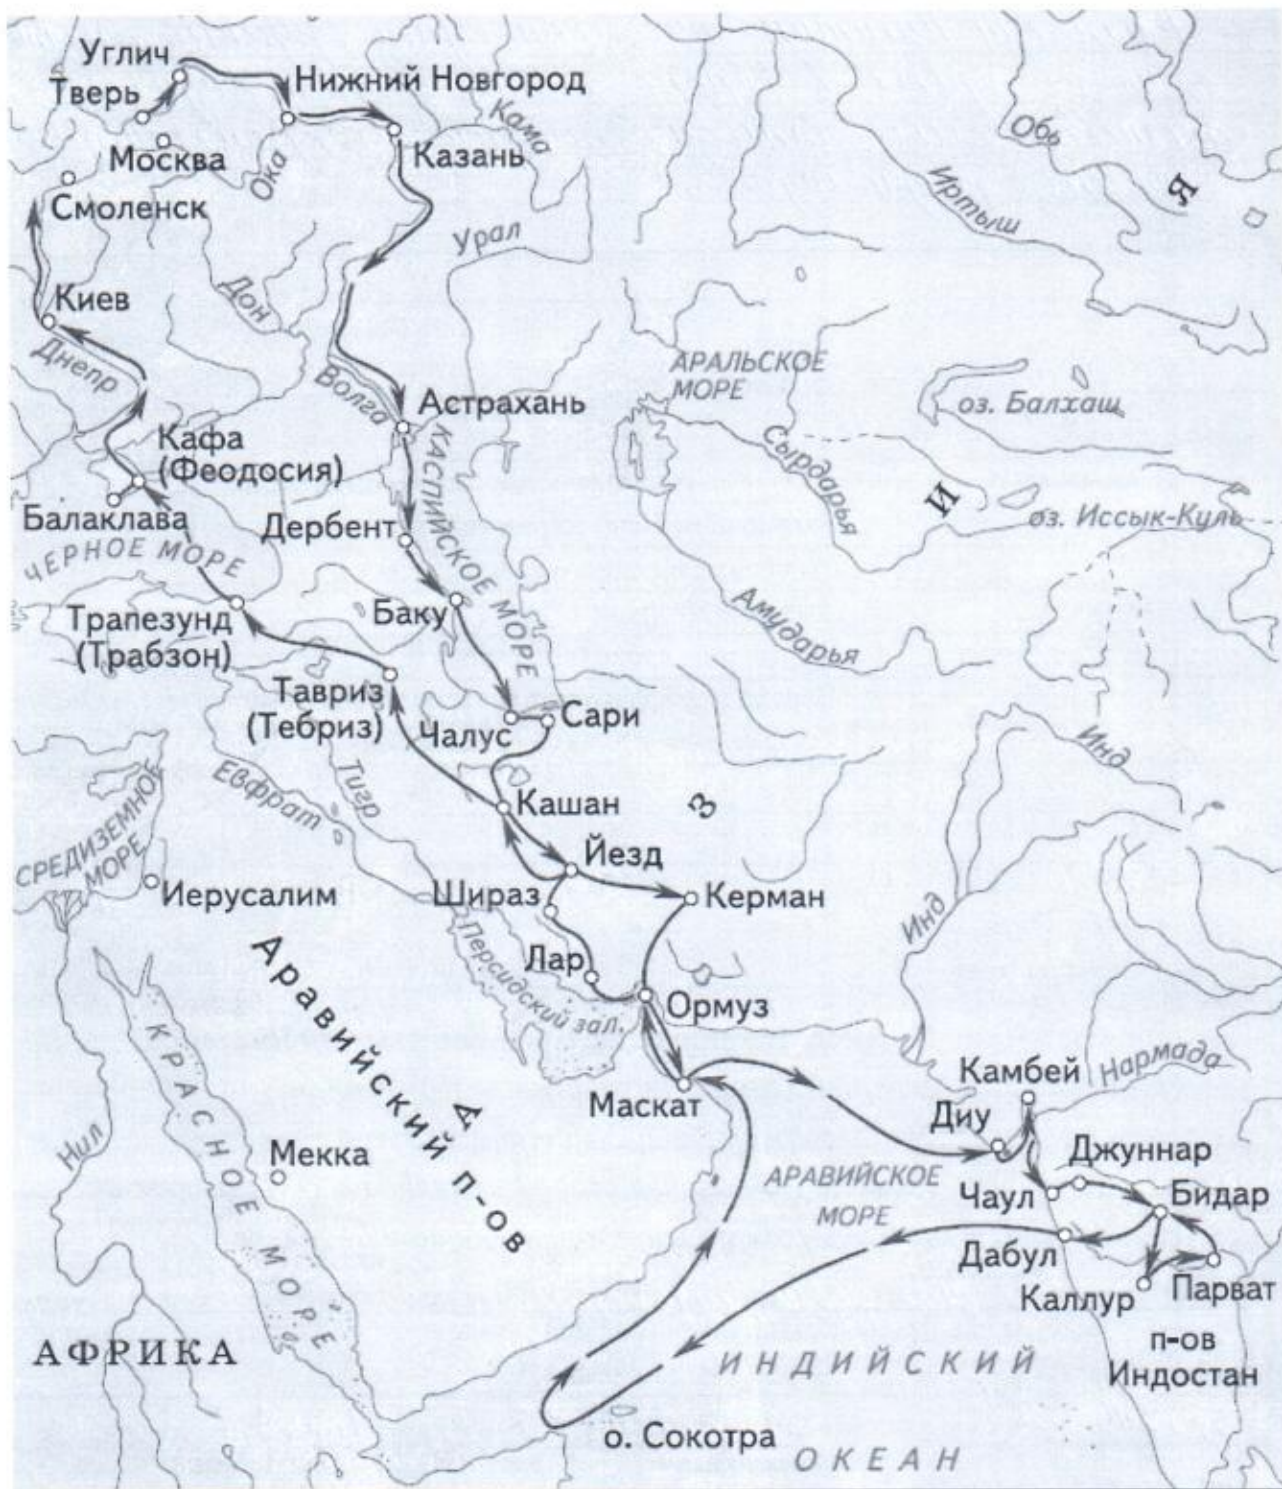 Углич
Тверь
Нижний Новгород
Кама
Казань
Москва
Ока
Смоленск
Обь
Иртыш
Я
Урал
Дон
Киев
Днепр
Волга
Астрахань
АРАЛЬСКОЕ
МОРЕ
оз. Балхаш
Кафа
(Феодосия)
Балаклава
КАСПИЙСКОЕ МОРЕ
Сырдарья
И
оз. Иссык-Куль
ЧЕРНОЕ МОРЕ
Дербент
Баку
Амударья
Трапезунд
(Трабзон)
Тавриз
(Тебриз)
Чалус
Сари
Инд
Евфрат
Тигр
Кашан
З
СРЕДИЗЕМНОЕ
МОРЕ
Иерусалим
Йезд
Шираз
Керман
Инд
Аравийский п-ов
Персидский зал.
Лар
Ормуз
КРАСНОЕ МОРЕ
Нил
Мекка
А
Маскат
Камбей
Нармада
Диу
Джуннар
АРАВИЙСКОЕ
МОРЕ
Чаул
Бидар
Дабул
Каллур
Парват
АФРИКА
п-ов
Индостан
ИНДИЙСКИЙ
о. Сокотра
ОКЕАН